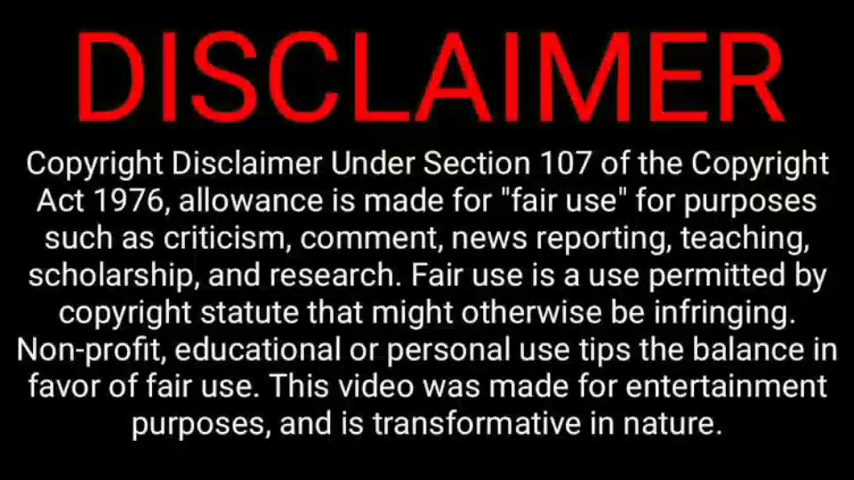 DISCLAIMER
Copyright Disclaimer Under Section 107 of the Copyright
Act 1976, allowance is made for "fair use" for purposes
such as criticism, comment, news reporting, teaching,
scholarship, and research. Fair use is a use permitted by
copyright statute that might otherwise be infringing.
Non-profit, educational or personal use tips the balance in
favor of fair use. This video was made for entertainment
purposes, and is transformative in nature.